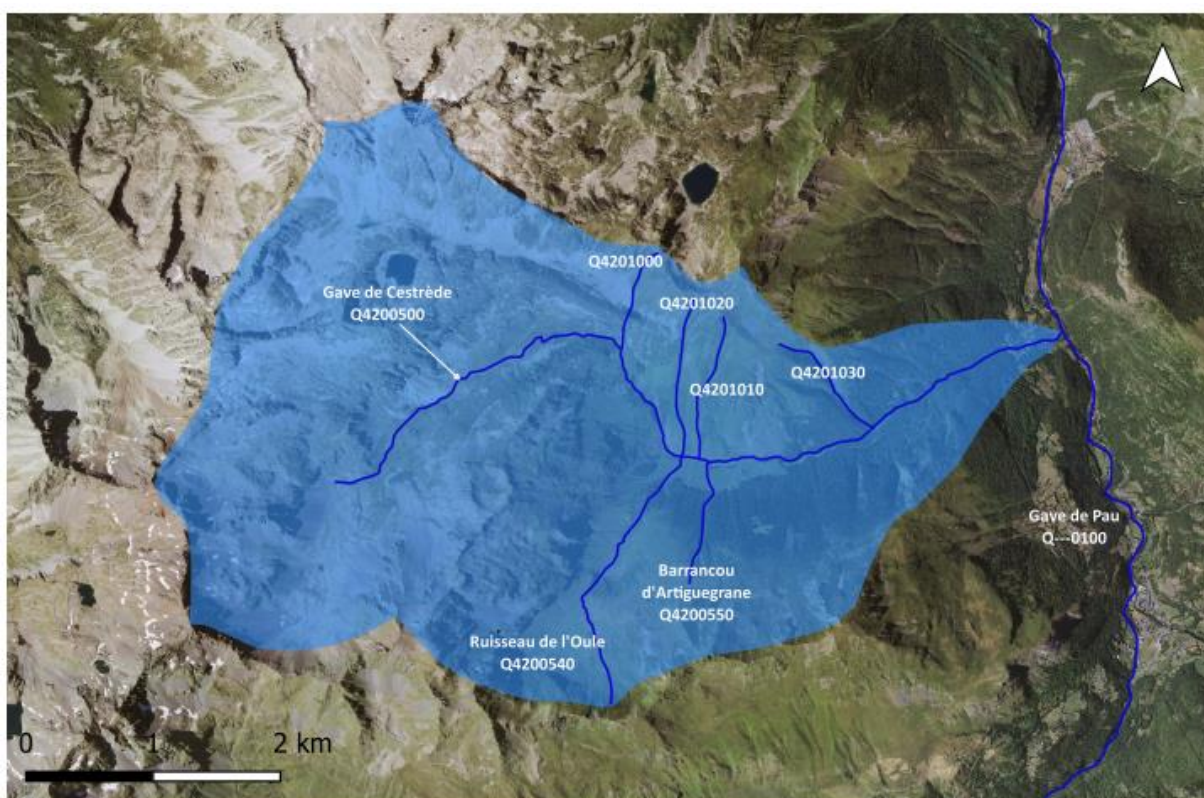 Q4201000
Gave de Cestrède
Q4200500
Q4201020
Q4201010
Q4201030
Gave de Pau
Q---0100
Barrancou
d'Artiguegrane
Q4200550
Ruisseau de l'Oule
Q4200540
0 1 2 km